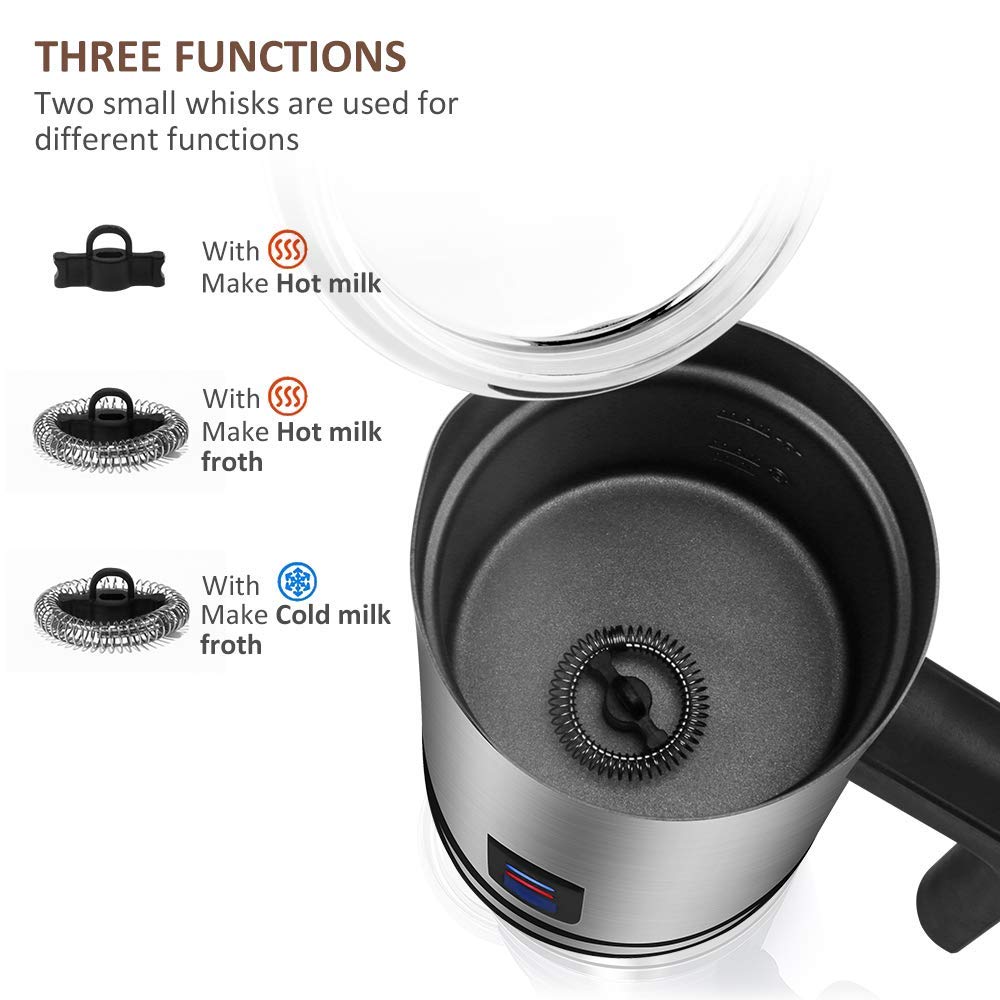 THREE FUNCTIONS
Two small whisks are used for
different functions
With
Make Hot milk
With
Make Hot milk
froth
With
Make Cold milk
froth